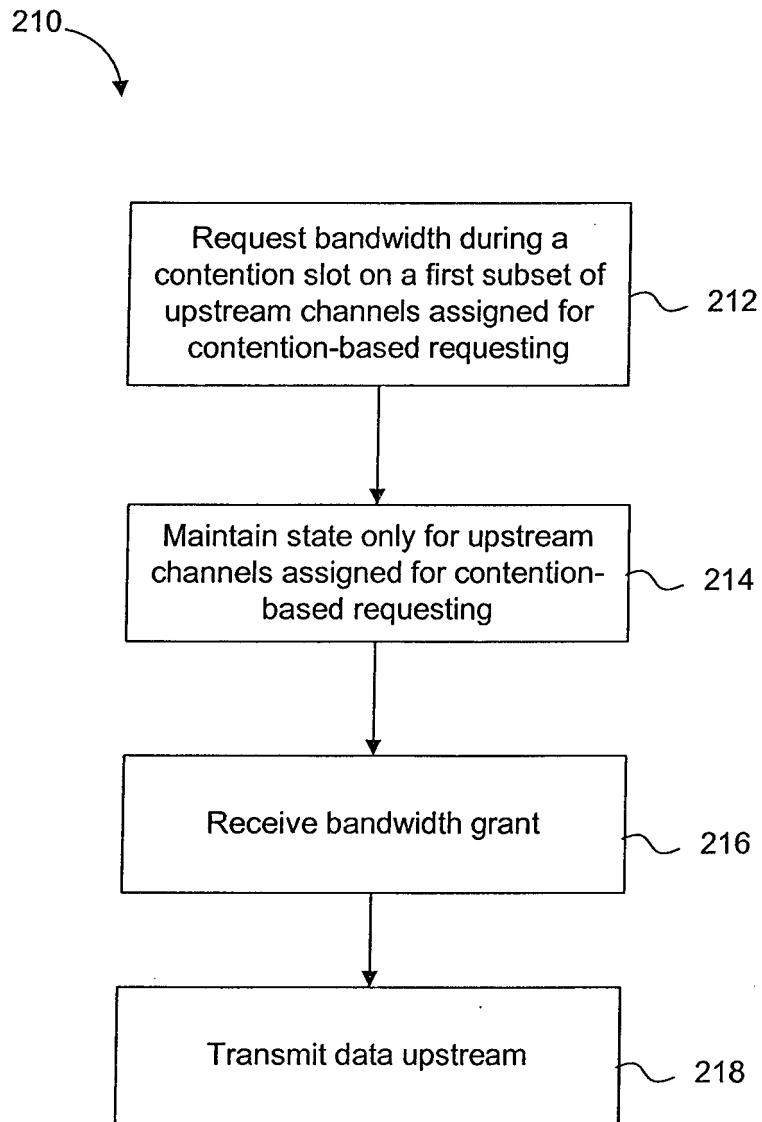 210
Request bandwidth during a
contention slot on a first subset of
upstream channels assigned for
contention-based requesting
212
Maintain state only for upstream
channels assigned for contention-
based requesting
214
Receive bandwidth grant
216
Transmit data upstream
218